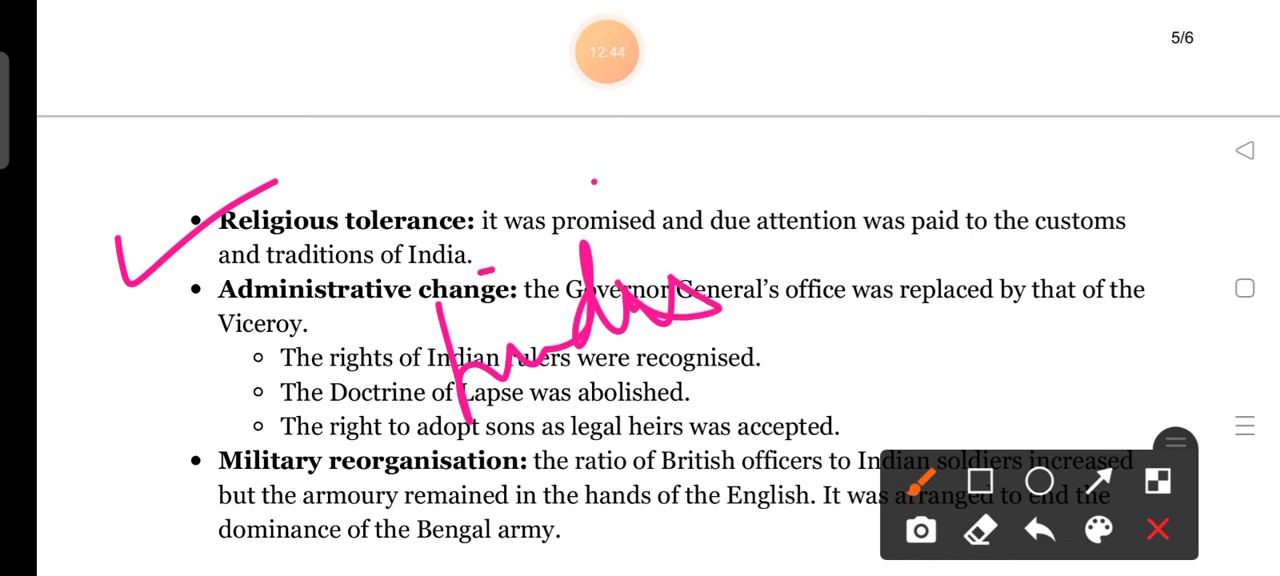 12:44
5/6
• Religious tolerance: it was promised and due attention was paid to the customs
and traditions of India.
• Administrative change: the Governor General's office was replaced by that of the
Viceroy.
The rights of Indian rulers were recognised.
The Doctrine of Lapse was abolished.
The right to adopt sons as legal heirs was accepted.
• Military reorganisation: the ratio of British officers to Indian soldiers increased
but the armoury remained in the hands of the English. It was arranged to end the
dominance of the Bengal army.